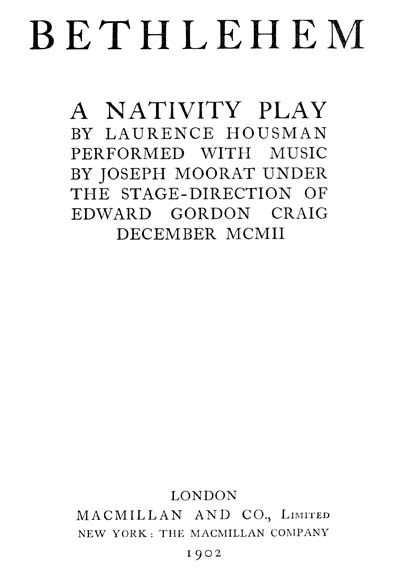 BETHLEHEM
A NATIVITY PLAY
BY LAURENCE HOUSMAN
PERFORMED WITH MUSIC
BY JOSEPH MOORAT UNDER
THE STAGE-DIRECTION OF
EDWARD GORDON CRAIG
DECEMBER MCMII
LONDON
MACMILLAN AND CO., LIMITED
NEW YORK: THE MACMILLAN COMPANY
1902